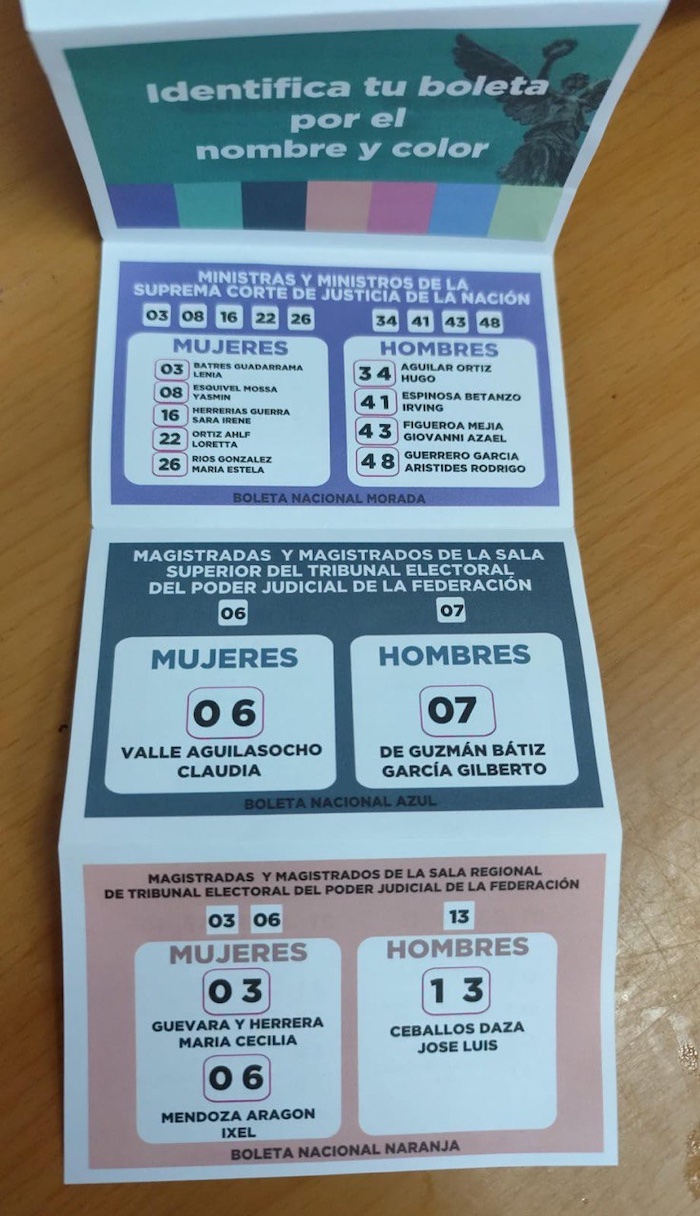 Identifica tu boleta
por el
nombre y color
MINISTRAS Y MINISTROS DE LA
SUPREMA CORTE DE JUSTICIA DE LA NACIÓN
03 08 16 22 26
34 41 43 48
MUJERES
03 BATRES GUADARRAMA
LENIA
08 ESQUIVEL MOSSA
YASMIN
16 HERRERIAS GUERRA
SARA IRENE
22 ORTIZ AHLF
LORETTA
26 RIOS GONZALEZ
MARIA ESTELA
HOMBRES
34 AGUILAR ORTIZ
HUGO
41 ESPINOSA BETANZO
IRVING
43 FIGUEROA MEJIA
GIOVANNI AZAEL
48 GUERRERO GARCIA
ARISTIDES RODRIGO
BOLETA NACIONAL MORADA
MAGISTRADAS Y MAGISTRADOS DE LA SALA
SUPERIOR DEL TRIBUNAL ELECTORAL
DEL PODER JUDICIAL DE LA FEDERACIÓN
06
07
MUJERES
06
VALLE AGUILASOCHO
CLAUDIA
HOMBRES
07
DE GUZMÁN BÁTIZ
GARCÍA GILBERTO
BOLETA NACIONAL AZUL
MAGISTRADAS Y MAGISTRADOS DE LA SALA REGIONAL
DE TRIBUNAL ELECTORAL DEL PODER JUDICIAL DE LA FEDERACIÓN
03 06
13
MUJERES
03
GUEVARA Y HERRERA
MARIA CECILIA
06
MENDOZA ARAGON
IXEL
HOMBRES
13
CEBALLOS DAZA
JOSE LUIS
BOLETA NACIONAL NARANJA